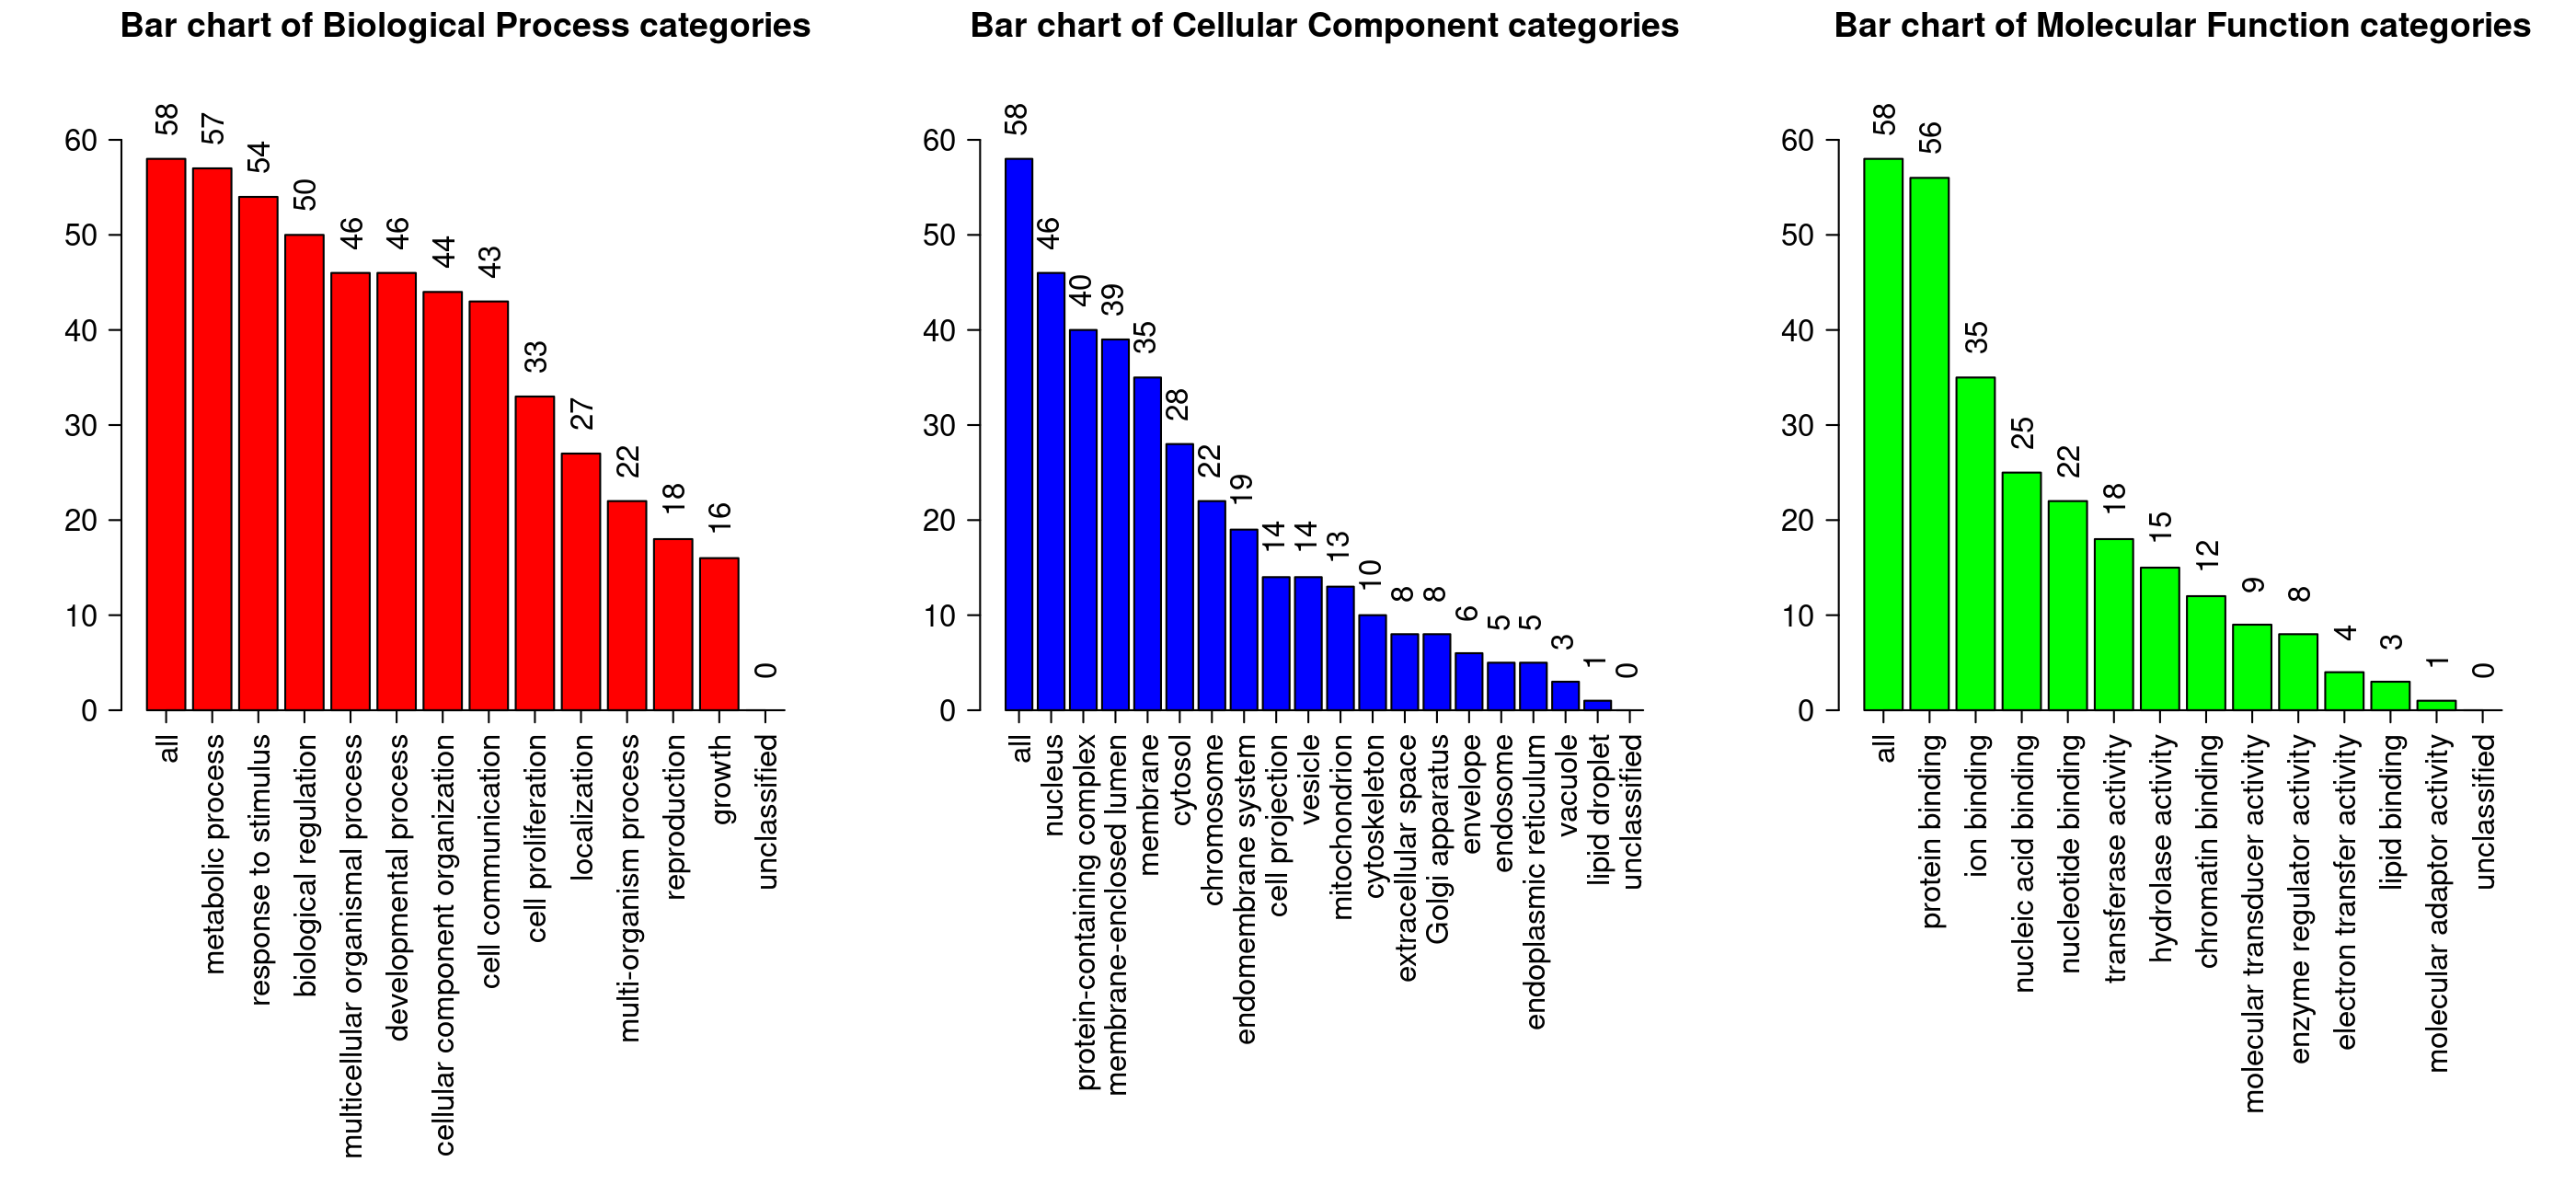 Bar chart of Biological Process categories
60
50
40
30
20
10
0
58
57
54
50
46
46
44
43
33
27
22
18
16
0
all
metabolic process
response to stimulus
biological regulation
multicellular organismal process
developmental process
cellular component organization
cell communication
cell proliferation
localization
multi-organism process
reproduction
growth
unclassified
Bar chart of Cellular Component categories
60
50
40
30
20
10
0
58
46
40
39
35
28
22
19
14
14
13
10
8
8
6
5
5
3
1
0
all
nucleus
protein-containing complex
membrane-enclosed lumen
membrane
cytosol
chromosome
endomembrane system
cell projection
vesicle
mitochondrion
cytoskeleton
extracellular space
Golgi apparatus
envelope
endosome
endoplasmic reticulum
vacuole
lipid droplet
unclassified
Bar chart of Molecular Function categories
60
50
40
30
20
10
0
58
56
35
25
22
18
15
12
9
8
4
3
1
0
all
protein binding
ion binding
nucleic acid binding
nucleotide binding
transferase activity
hydrolase activity
chromatin binding
molecular transducer activity
enzyme regulator activity
electron transfer activity
lipid binding
molecular adaptor activity
unclassified